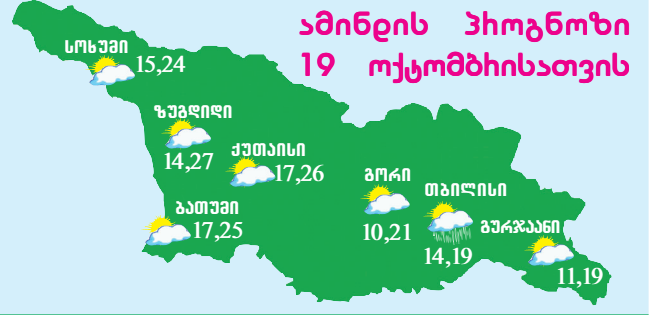 ამინდის პროგნოზი
19 ოქტომბრისათვის
სოხუმი
15,24
ზუგდიდი
14,27
ქუთაისი
17,26
ბათუმი
17,25
გორი
10,21
თბილისი
14,19
გურჯაანი
11,19